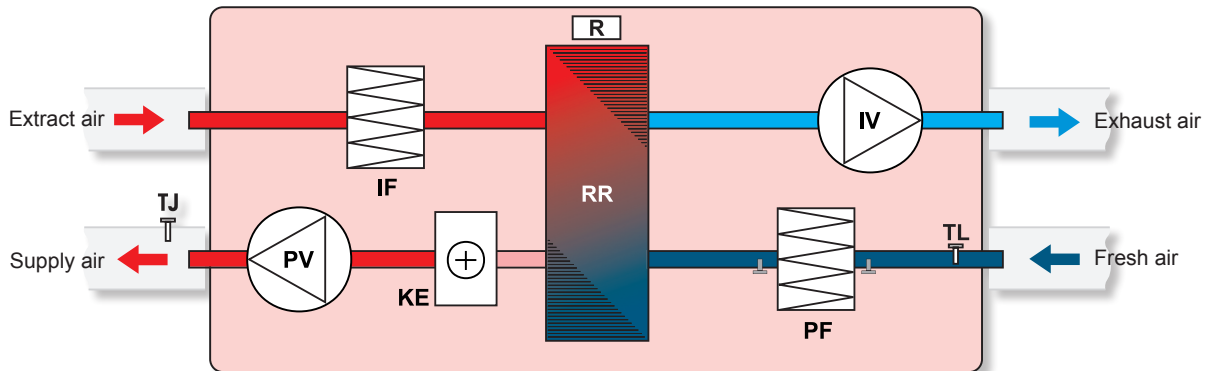 R
Extract air
IV
Exhaust air
IF
RR
TJ
TL
Supply air
PV
Fresh air
KE
PF